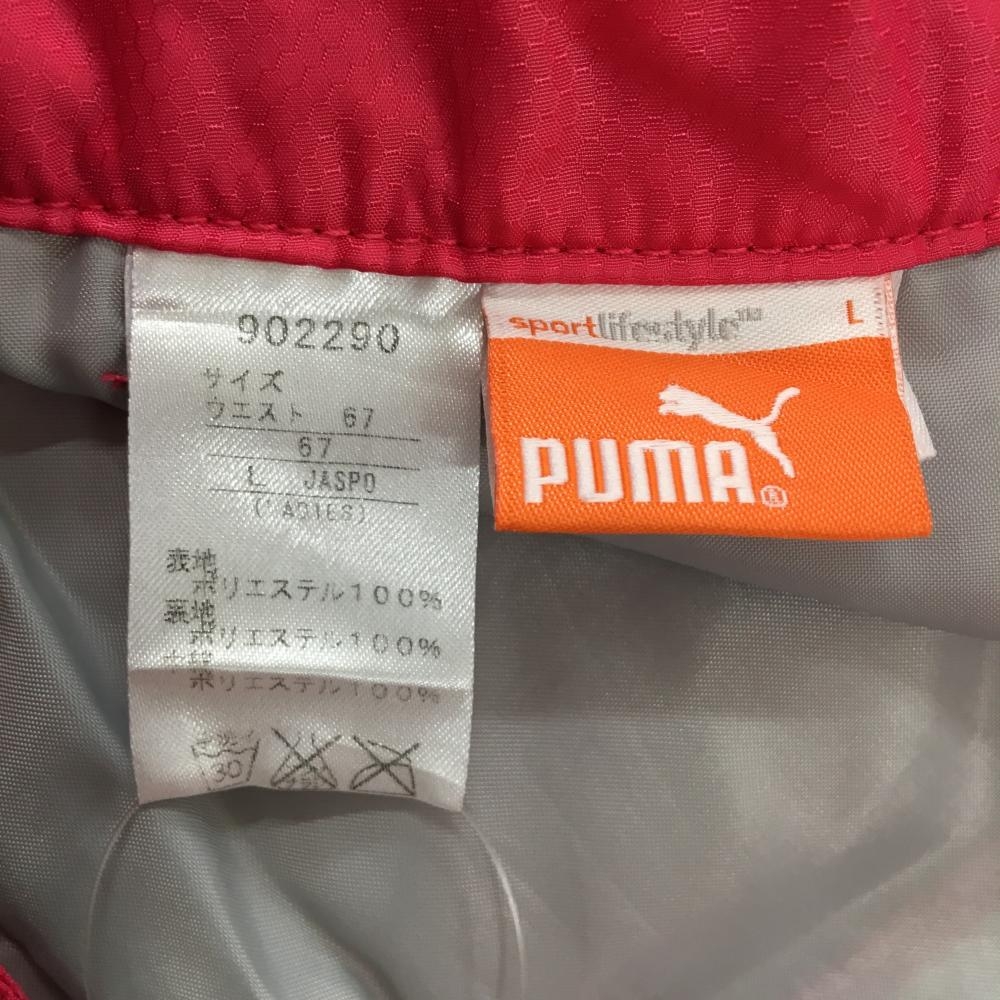 902290
サイズ
ウエスト 67
67
L JASPO
(LADIES)
表地
ポリエステル100%
裏地
ポリエステル100%
ポリエステル100%
30
sportlifestyle™
L
PUMA®